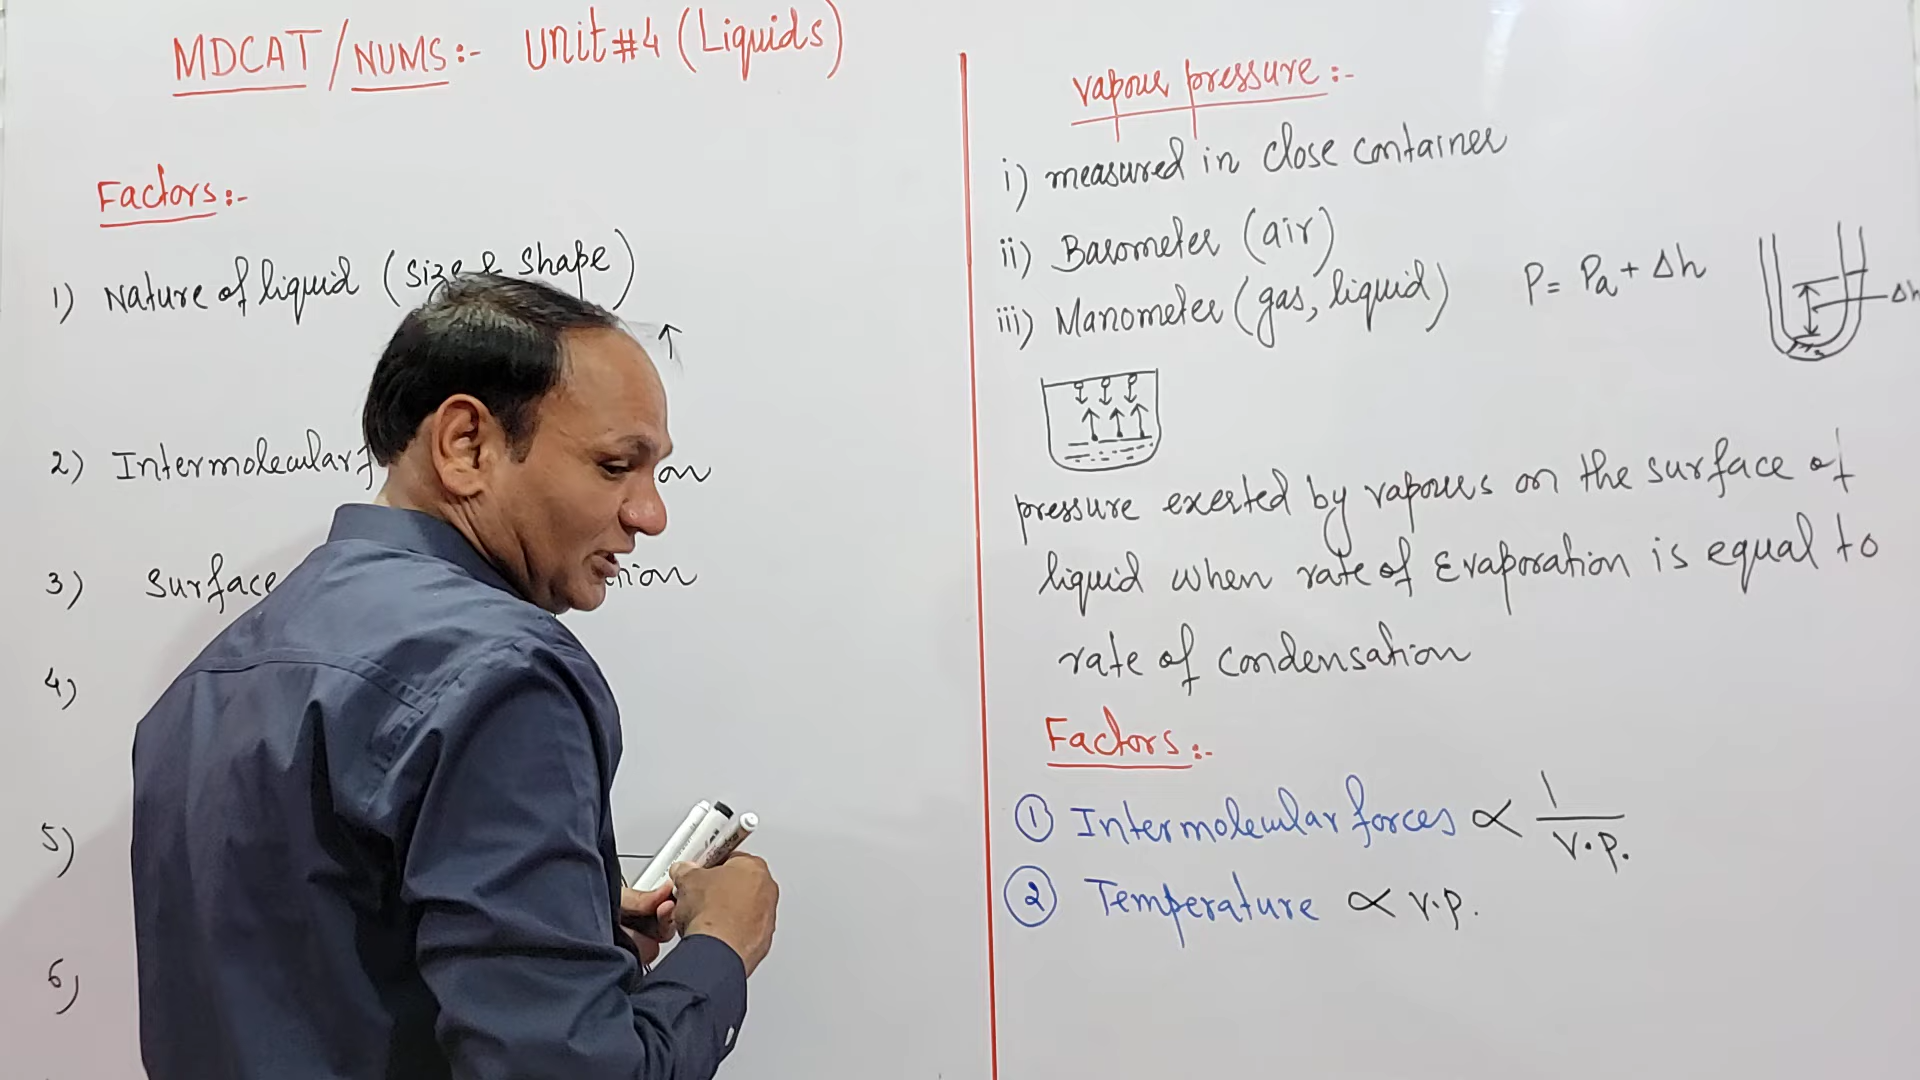 MDCAT/NUMS:- Unit#4 (Liquids)
Factors:-
1) Nature of liquid (Size & Shape)
2) Intermolecular
3) Surface
4)
5)
6)
Vapour pressure:-
i) measured in close container
ii) Barometer (air)
iii) Manometer (gas, liquid) P= Pa + Δh
Δh
pressure exerted by vapours on the surface of
liquid when rate of Evaporation is equal to
rate of condensation
Factors:-
① Intermolecular forces ∝ 1/V.P.
② Temperature ∝ V.P.